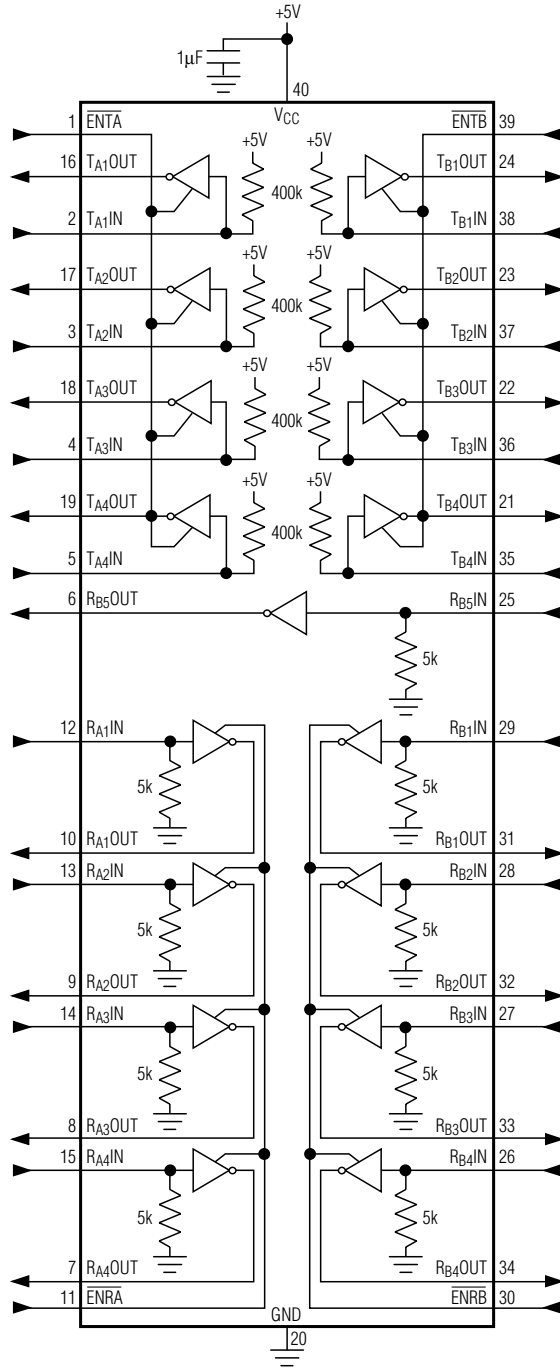 +5V
1μF
40
VCC
1 ENTA ENTB 39
16 TA1OUT +5V +5V TB1OUT 24
400k
2 TA1IN TB1IN 38
17 TA2OUT +5V +5V TB2OUT 23
400k
3 TA2IN TB2IN 37
18 TA3OUT +5V +5V TB3OUT 22
400k
4 TA3IN TB3IN 36
19 TA4OUT +5V +5V TB4OUT 21
400k
5 TA4IN TB4IN 35
6 RB5OUT RB5IN 25
5k
12 RA1IN RB1IN 29
5k 5k
10 RA1OUT RB1OUT 31
13 RA2IN RB2IN 28
5k 5k
9 RA2OUT RB2OUT 32
14 RA3IN RB3IN 27
5k 5k
8 RA3OUT RB3OUT 33
15 RA4IN RB4IN 26
5k 5k
7 RA4OUT RB4OUT 34
11 ENRA ENRB 30
GND
20